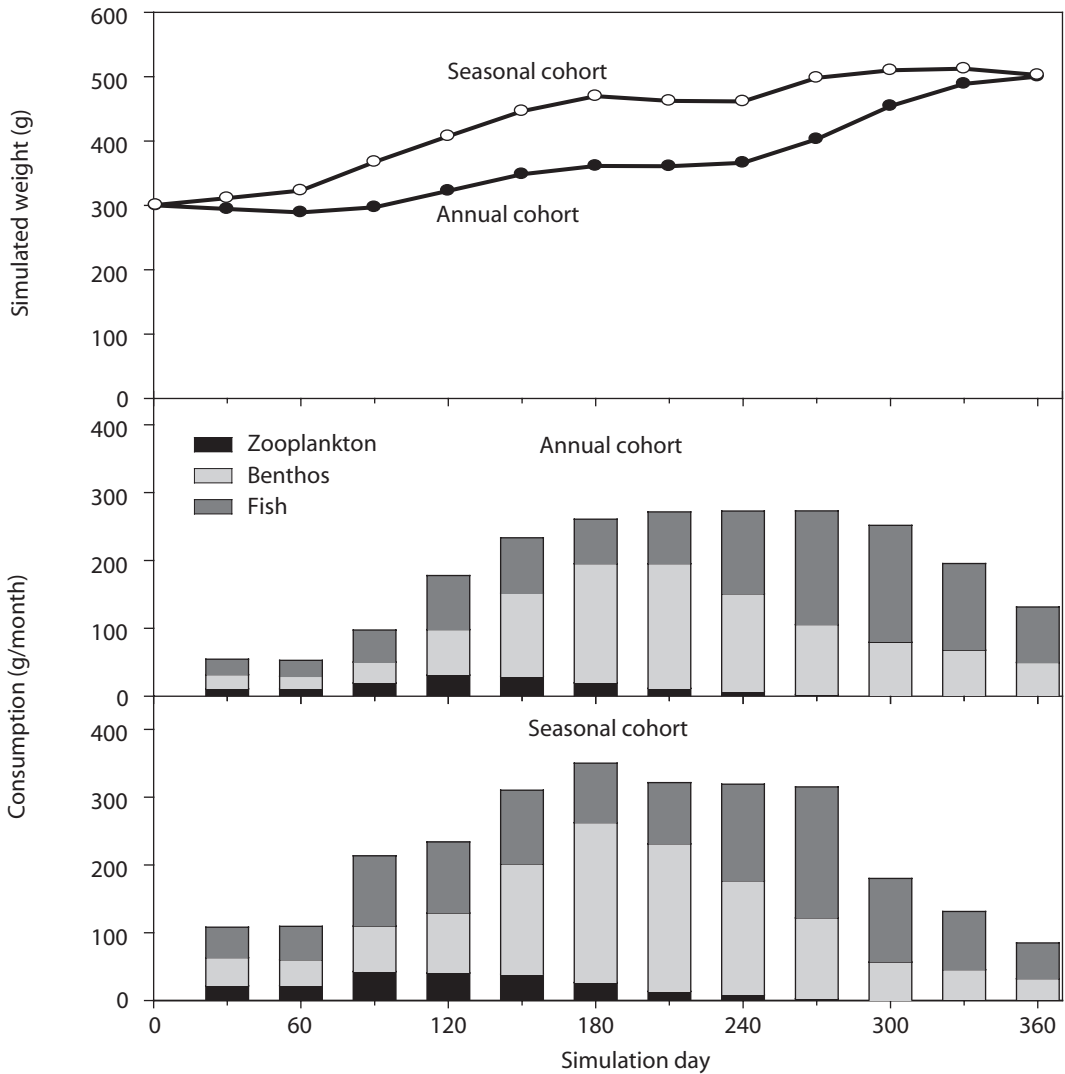 Simulated weight (g)
600
500
400
300
200
100
0
Seasonal cohort
Annual cohort
Consumption (g/month)
400
300
200
100
0
Zooplankton
Benthos
Fish
Annual cohort
400
300
200
100
0
Seasonal cohort
0 60 120 180 240 300 360
Simulation day